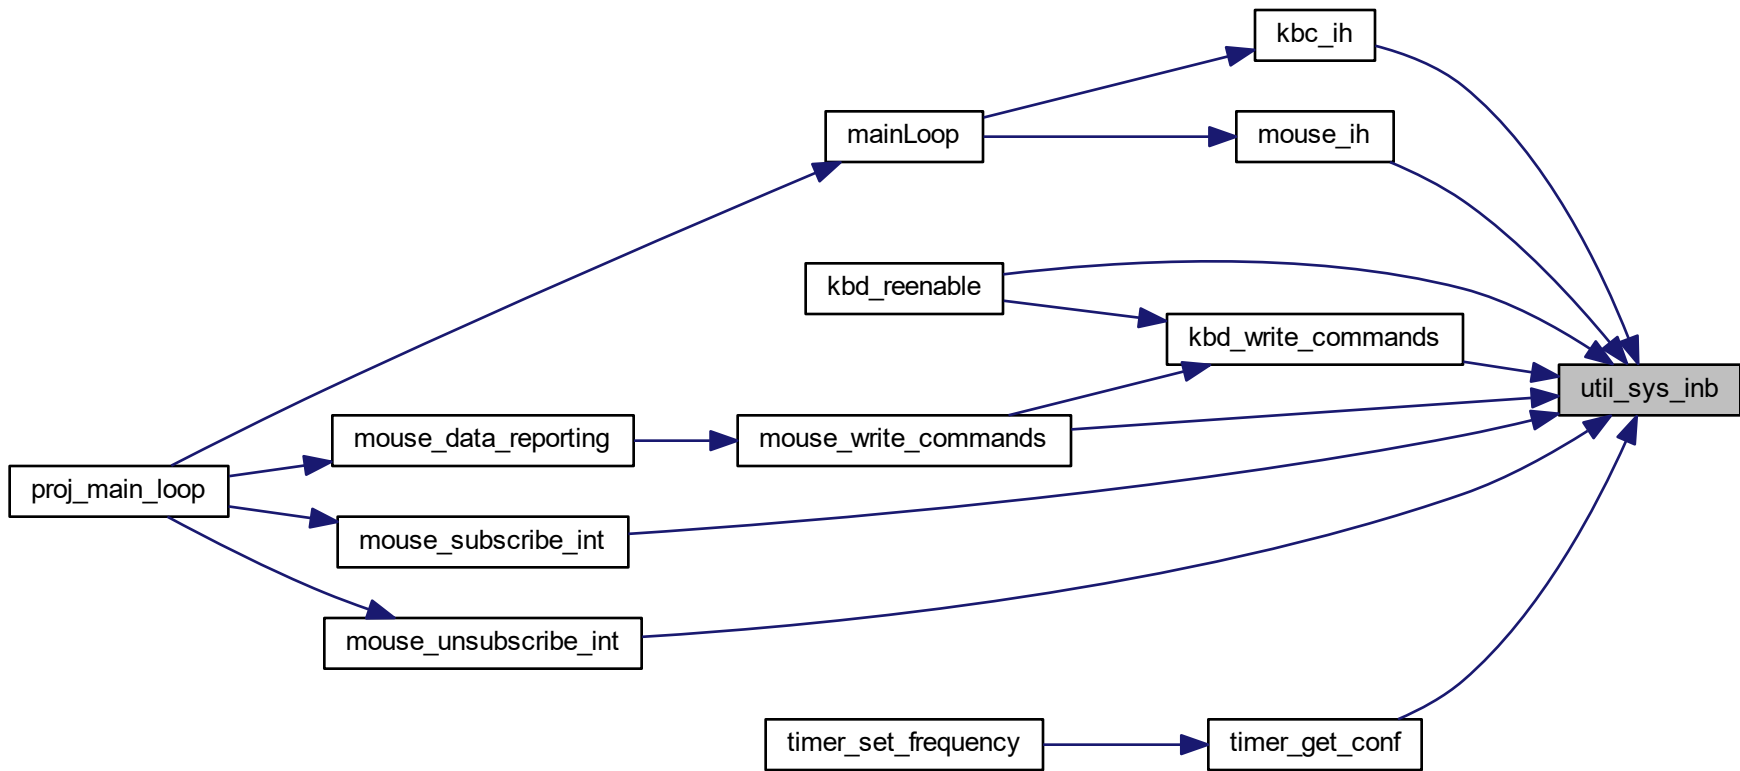 kbc_ih
mainLoop
mouse_ih
kbd_reenable
kbd_write_commands
util_sys_inb
mouse_data_reporting
mouse_write_commands
proj_main_loop
mouse_subscribe_int
mouse_unsubscribe_int
timer_set_frequency
timer_get_conf